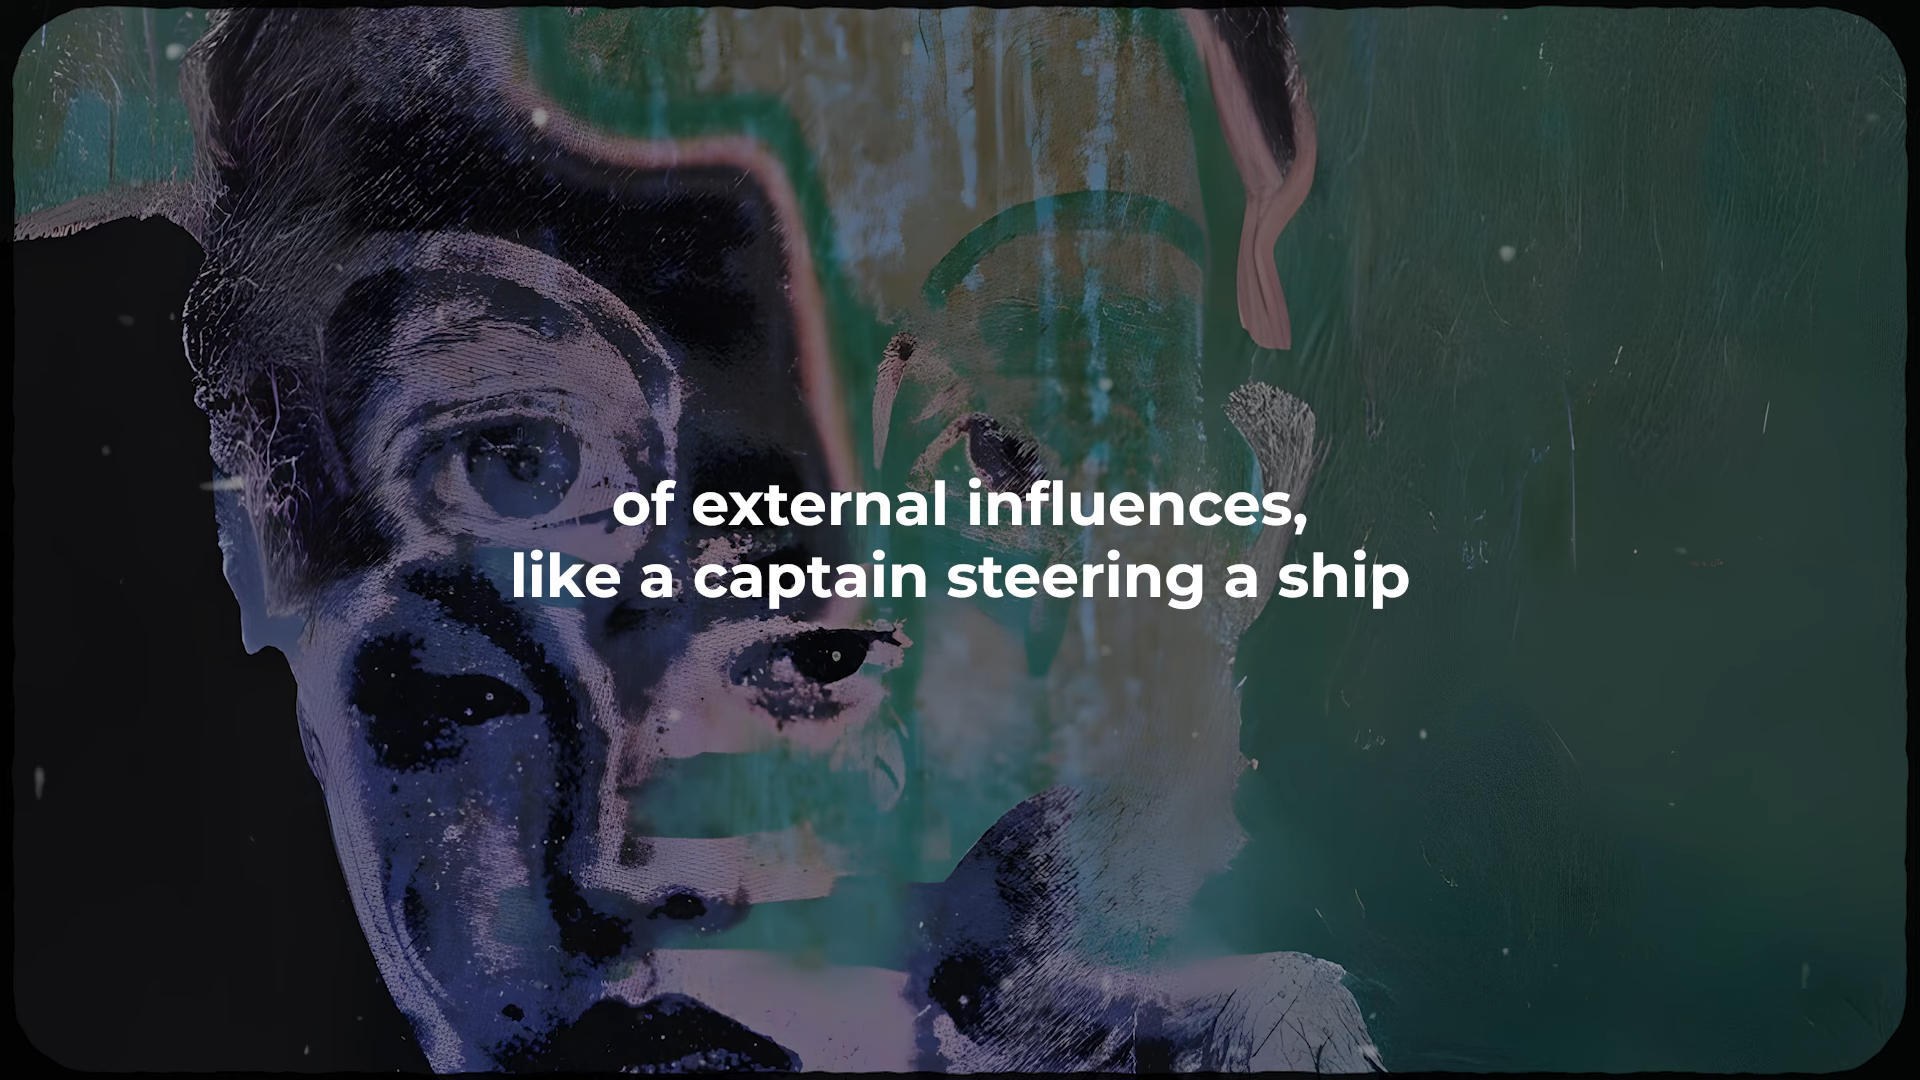 of external influences,
like a captain steering a ship